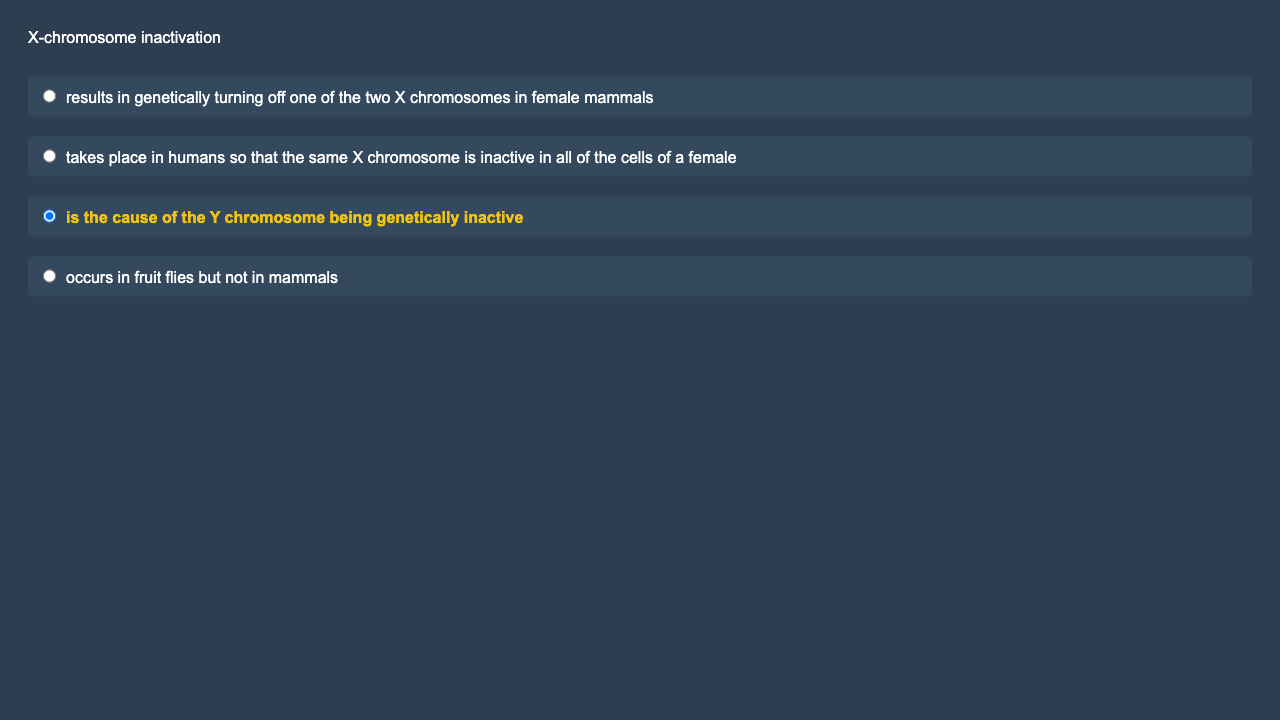 X-chromosome inactivation
results in genetically turning off one of the two X chromosomes in female mammals
takes place in humans so that the same X chromosome is inactive in all of the cells of a female
is the cause of the Y chromosome being genetically inactive
occurs in fruit flies but not in mammals